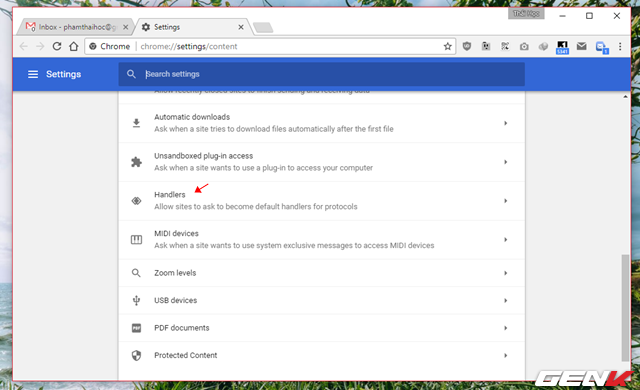 Thái Học
Inbox - phamthaihoc@g
Settings
Chrome
chrome://settings/content
5341
1
Settings
Search settings
Allow recently closed sites to finish sending and receiving data
Automatic downloads
Ask when a site tries to download files automatically after the first file
Unsandboxed plug-in access
Ask when a site wants to use a plug-in to access your computer
Handlers
Allow sites to ask to become default handlers for protocols
MIDI devices
Ask when a site wants to use system exclusive messages to access MIDI devices
Zoom levels
USB devices
PDF
PDF documents
Protected Content
GENK